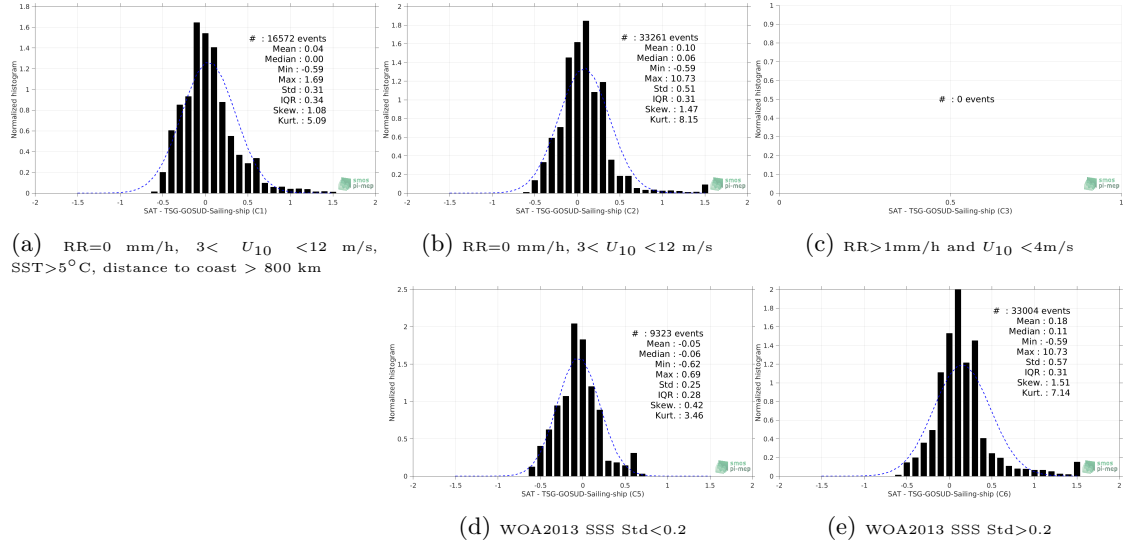 1.8
1.6
1.4
1.2
1
0.8
0.6
0.4
0.2
0
Normalized histogram
# : 16572 events
Mean : 0.04
Median : 0.00
Min : -0.59
Max : 1.69
Std : 0.31
IQR : 0.34
Skew. : 1.08
Kurt. : 5.09
smos
pi-mep
-2 -1.5 -1 -0.5 0 0.5 1 1.5 2
SAT - TSG-GOSUD-Sailing-ship (C1)
(a) RR=0 mm/h, 3< U10 <12 m/s,
SST>5°C, distance to coast > 800 km
2
1.8
1.6
1.4
1.2
1
0.8
0.6
0.4
0.2
0
Normalized histogram
# : 33261 events
Mean : 0.10
Median : 0.06
Min : -0.59
Max : 10.73
Std : 0.51
IQR : 0.31
Skew. : 1.47
Kurt. : 8.15
smos
pi-mep
-2 -1.5 -1 -0.5 0 0.5 1 1.5 2
SAT - TSG-GOSUD-Sailing-ship (C2)
(b) RR=0 mm/h, 3< U10 <12 m/s
1
0.9
0.8
0.7
0.6
0.5
0.4
0.3
0.2
0.1
0
Normalized histogram
# : 0 events
smos
pi-mep
0 0.5 1
SAT - TSG-GOSUD-Sailing-ship (C3)
(c) RR>1mm/h and U10 <4m/s
2.5
2
1.5
1
0.5
0
Normalized histogram
# : 9323 events
Mean : -0.05
Median : -0.06
Min : -0.62
Max : 0.69
Std : 0.25
IQR : 0.28
Skew. : 0.42
Kurt. : 3.46
smos
pi-mep
-2 -1.5 -1 -0.5 0 0.5 1 1.5 2
SAT - TSG-GOSUD-Sailing-ship (C5)
(d) WOA2013 SSS Std<0.2
2
1.8
1.6
1.4
1.2
1
0.8
0.6
0.4
0.2
0
Normalized histogram
# : 33004 events
Mean : 0.18
Median : 0.11
Min : -0.59
Max : 10.73
Std : 0.57
IQR : 0.31
Skew. : 1.51
Kurt. : 7.14
smos
pi-mep
-2 -1.5 -1 -0.5 0 0.5 1 1.5 2
SAT - TSG-GOSUD-Sailing-ship (C6)
(e) WOA2013 SSS Std>0.2